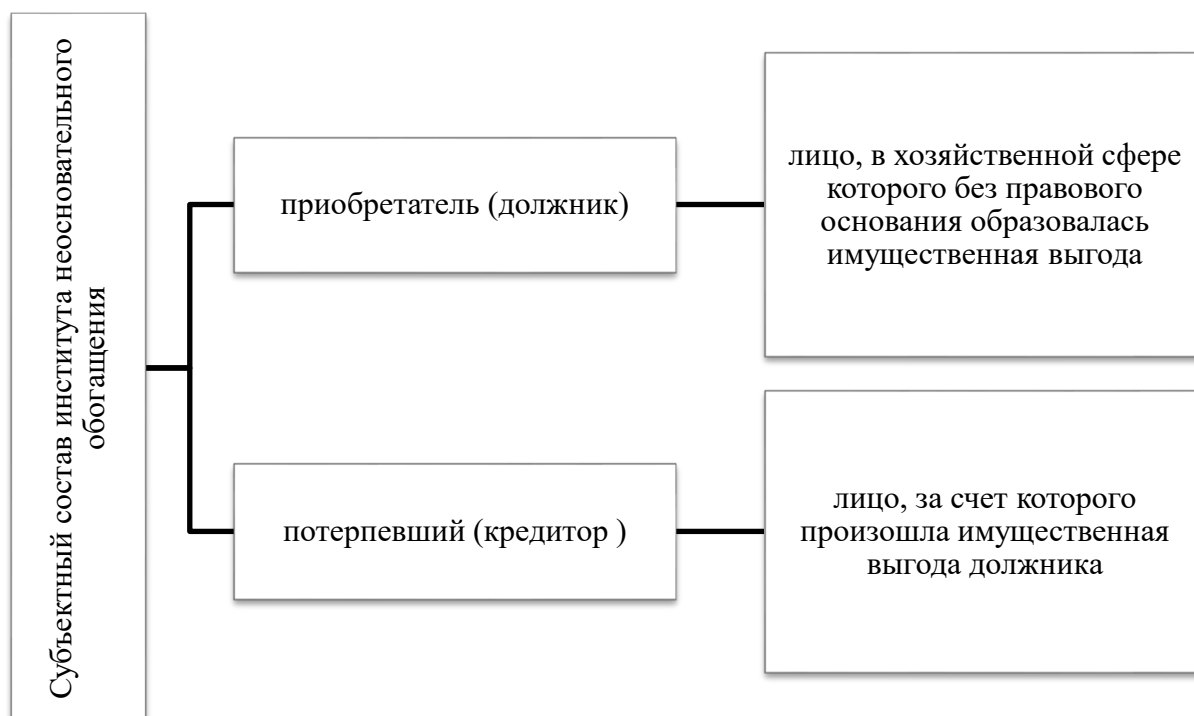 Субъектный состав института неосновательного
обогащения
приобретатель (должник)
лицо, в хозяйственной сфере
которого без правового
основания образовалась
имущественная выгода
потерпевший (кредитор )
лицо, за счет которого
произошла имущественная
выгода должника